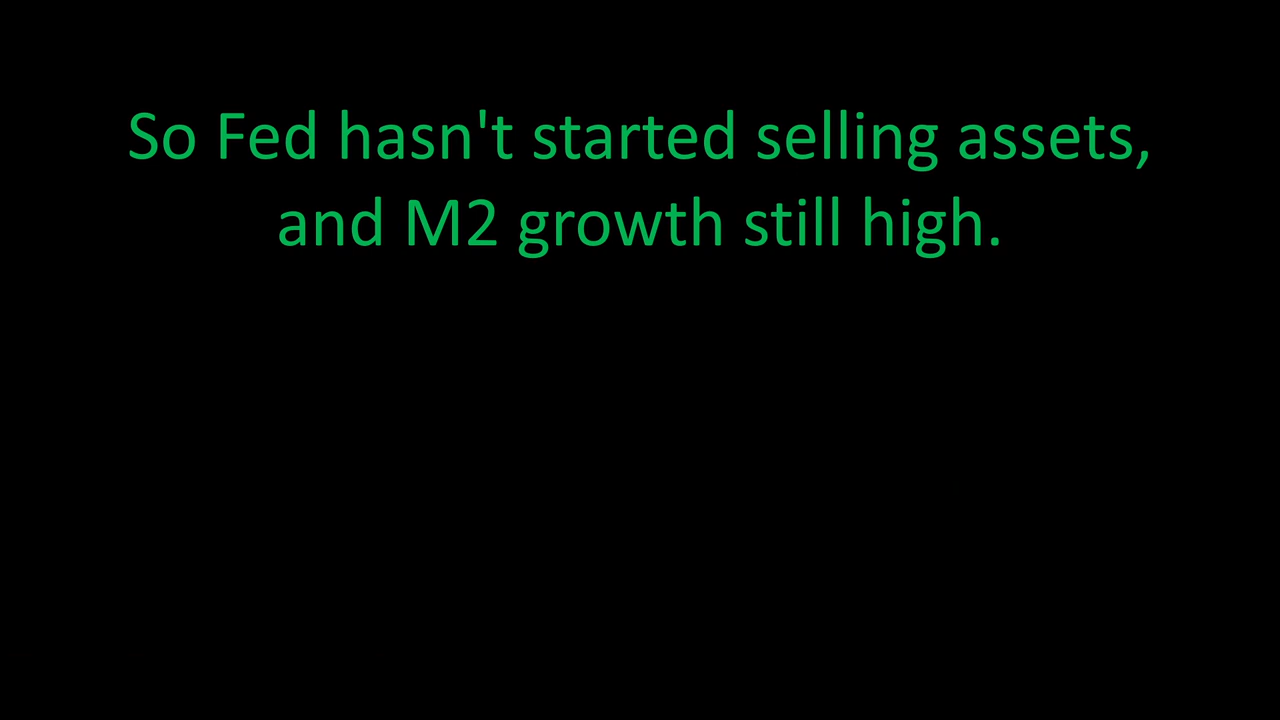 So Fed hasn't started selling assets,
and M2 growth still high.